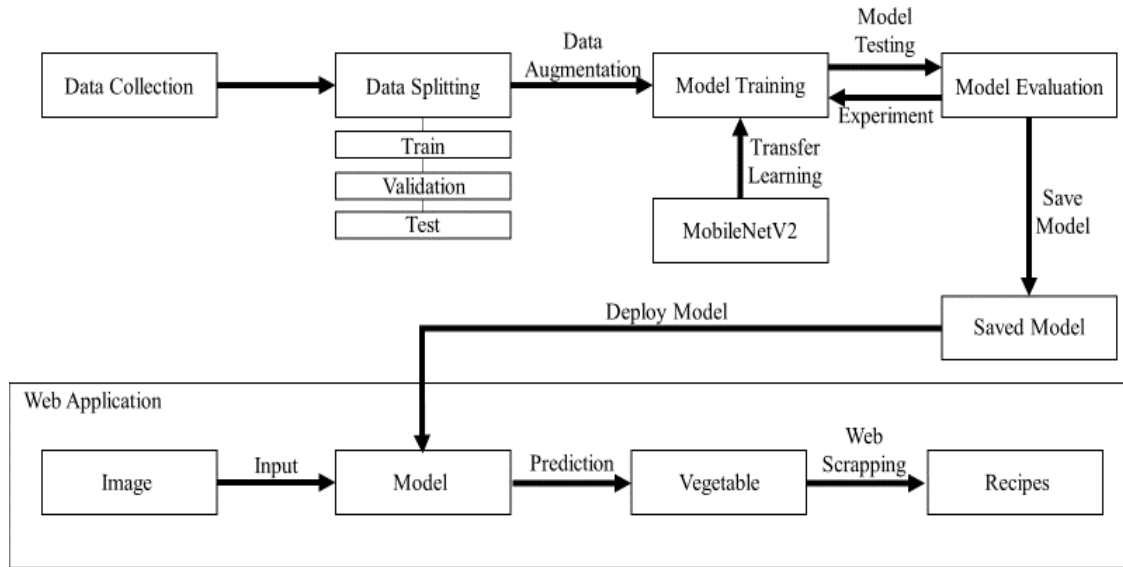 Data Collection
Data Splitting
Train
Validation
Test
Data
Augmentation
Model Training
Model
Testing
Experiment
Model Evaluation
Transfer
Learning
MobileNetV2
Save
Model
Saved Model
Deploy Model
Web Application
Image
Input
Model
Prediction
Vegetable
Web
Scrapping
Recipes